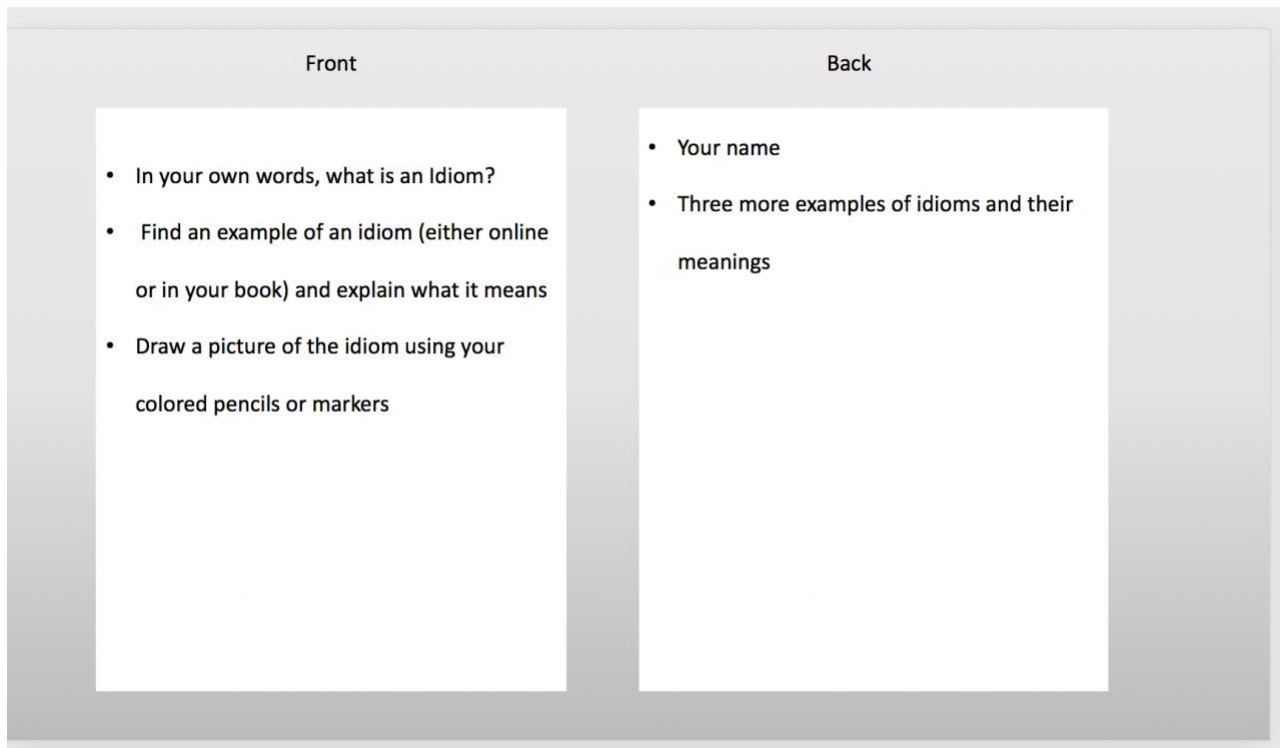 Front
• In your own words, what is an Idiom?
• Find an example of an idiom (either online
or in your book) and explain what it means
• Draw a picture of the idiom using your
colored pencils or markers
Back
• Your name
• Three more examples of idioms and their
meanings